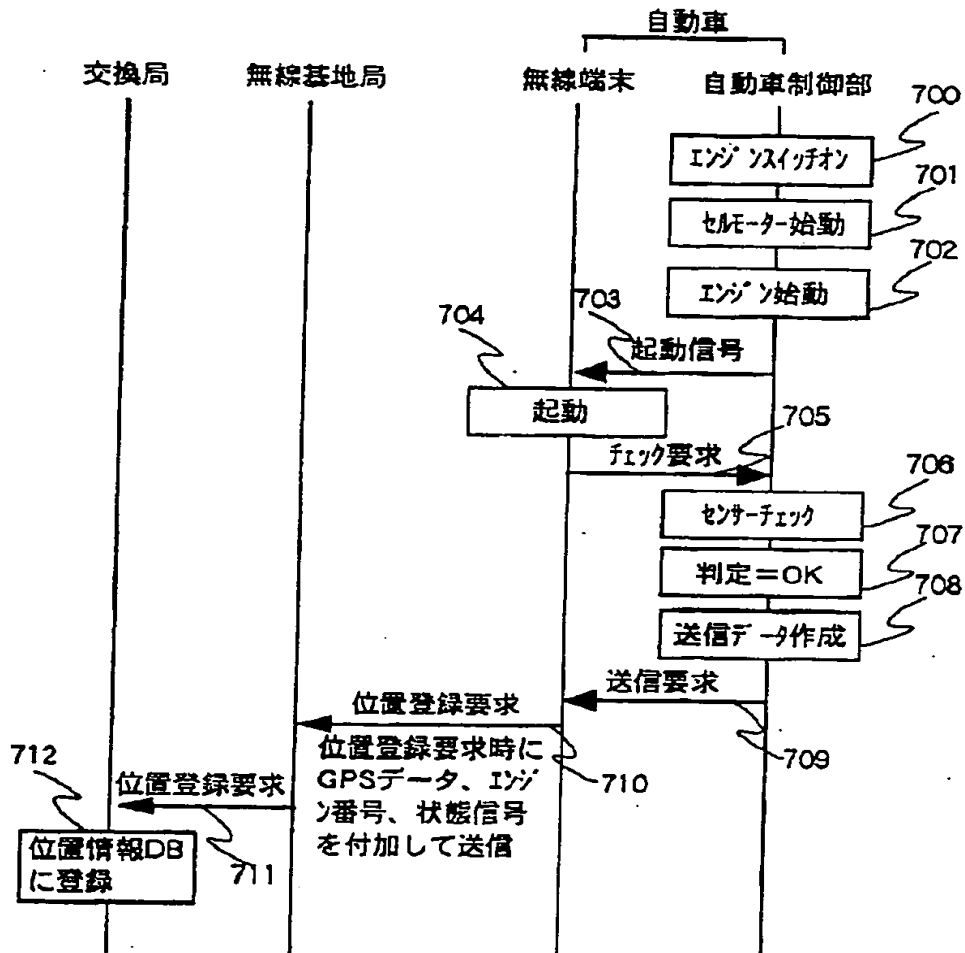 自動車
交換局
無線基地局
無線端末
自動車制御部
700
エンジンスイッチオン
701
セルモーター始動
702
エンジン始動
703
704
起動信号
起動
705
チェック要求
706
センサーチェック
707
判定=OK
708
送信データ作成
送信要求
709
位置登録要求
710
位置登録要求時に
GPSデータ、エンジ
ン番号、状態信号
を付加して送信
712
位置登録要求
711
位置情報DB
に登録